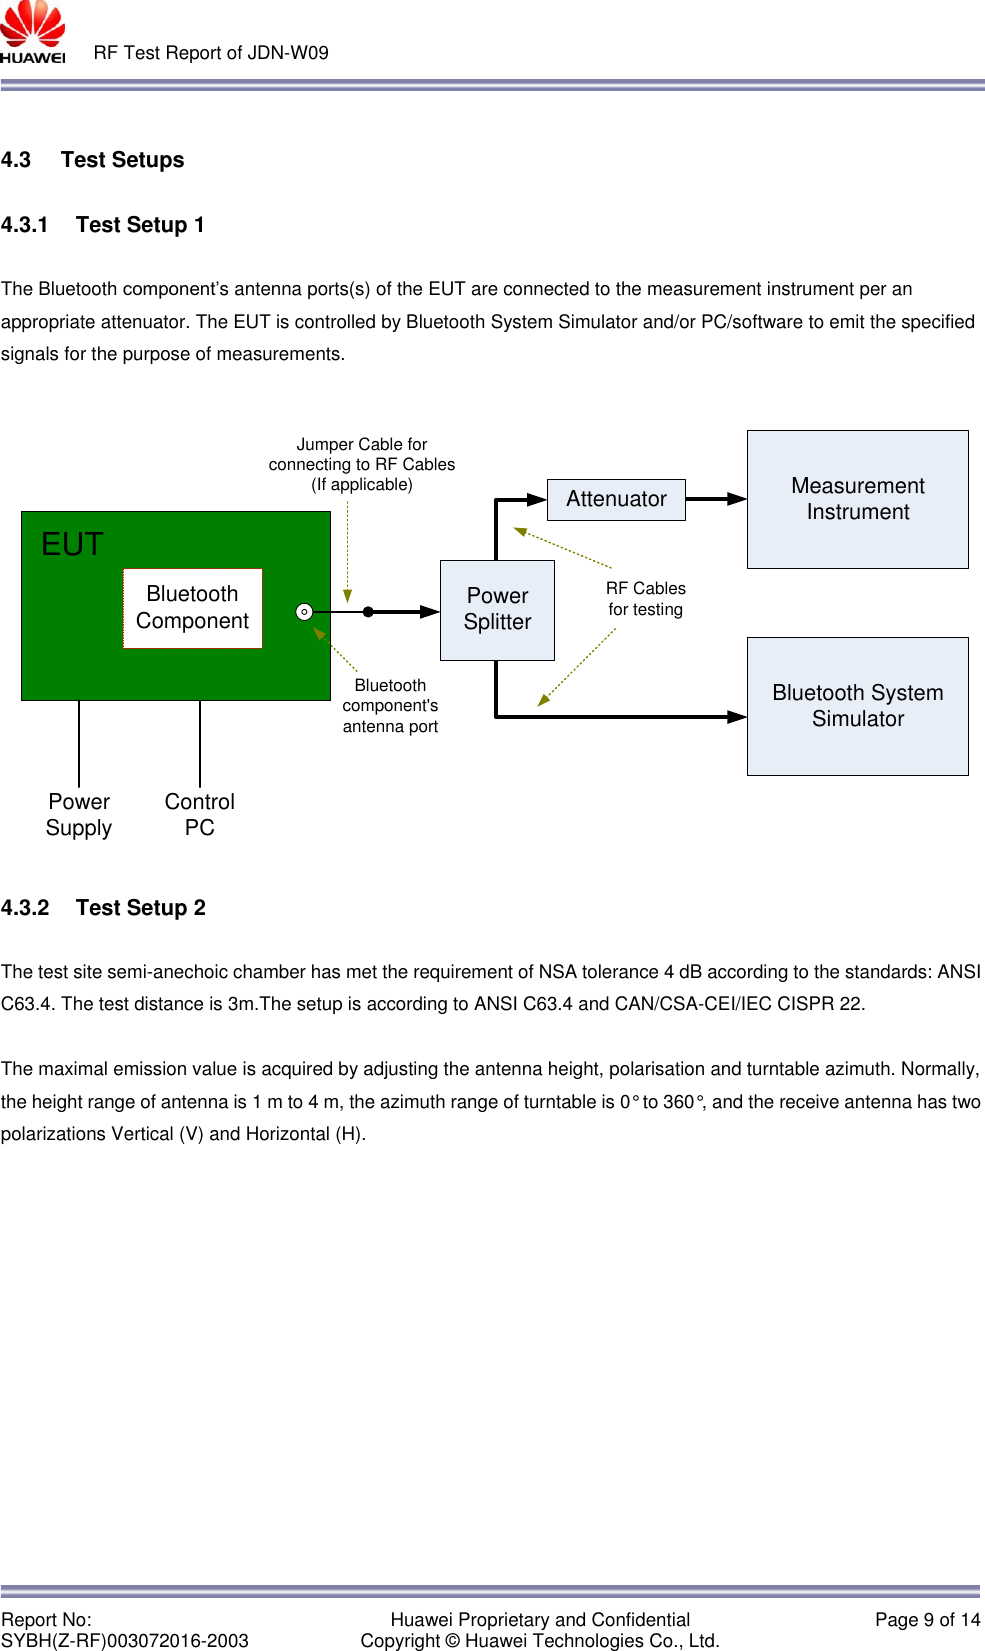 HUAWEI
RF Test Report of JDN-W09
4.3 Test Setups
4.3.1 Test Setup 1
The Bluetooth component’s antenna ports(s) of the EUT are connected to the measurement instrument per an
appropriate attenuator. The EUT is controlled by Bluetooth System Simulator and/or PC/software to emit the specified
signals for the purpose of measurements.
Jumper Cable for
connecting to RF Cables
(If applicable)
Attenuator
Measurement
Instrument
EUT
Bluetooth
Component
Power
Splitter
RF Cables
for testing
Bluetooth
component's
antenna port
Bluetooth System
Simulator
Power
Supply
Control
PC
4.3.2 Test Setup 2
The test site semi-anechoic chamber has met the requirement of NSA tolerance 4 dB according to the standards: ANSI
C63.4. The test distance is 3m.The setup is according to ANSI C63.4 and CAN/CSA-CEI/IEC CISPR 22.
The maximal emission value is acquired by adjusting the antenna height, polarisation and turntable azimuth. Normally,
the height range of antenna is 1 m to 4 m, the azimuth range of turntable is 0° to 360°, and the receive antenna has two
polarizations Vertical (V) and Horizontal (H).
Report No:
SYBH(Z-RF)003072016-2003
Huawei Proprietary and Confidential
Copyright © Huawei Technologies Co., Ltd.
Page 9 of 14